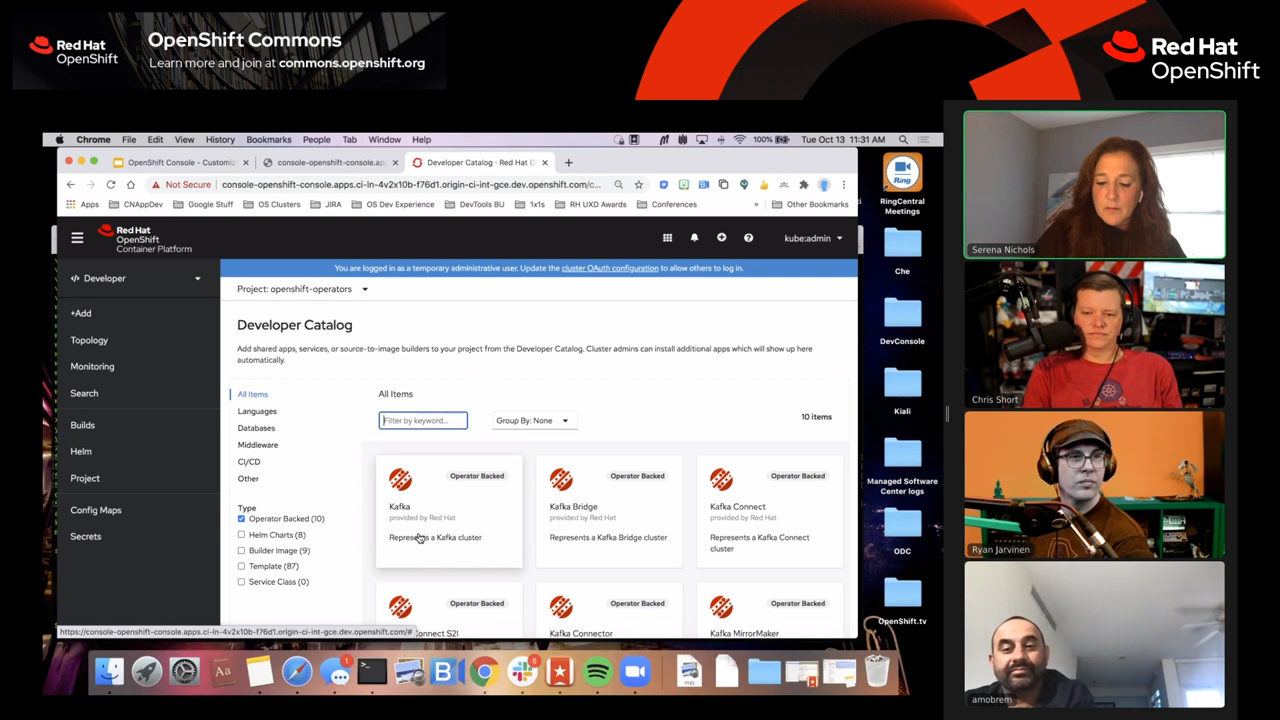 Red Hat
OpenShift
OpenShift Commons
Learn more and join at commons.openshift.org
Red Hat
OpenShift
Chrome File Edit View History Bookmarks People Tab Window Help
100%
Tue Oct 13 11:31 AM
OpenShift Console - Customiz
console-openshift-console.ap
Developer Catalog · Red Hat O
Not Secure
console-openshift-console.apps.ci-ln-4v2x10b-f76d1.origin-ci-int-gce.dev.openshift.com/c...
Apps
CNAppDev
Google Stuff
OS Clusters
JIRA
OS Dev Experience
DevTools BU
1x1s
RH UXD Awards
Conferences
»
Other Bookmarks
Red Hat
OpenShift
Container Platform
kube:admin
Developer
You are logged in as a temporary administrative user. Update the cluster OAuth configuration to allow others to log in.
Project: openshift-operators
+Add
Topology
Monitoring
Search
Builds
Helm
Project
Config Maps
Secrets
Developer Catalog
Add shared apps, services, or source-to-image builders to your project from the Developer Catalog. Cluster admins can install additional apps which will show up here
automatically.
All Items
Languages
Databases
Middleware
CI/CD
Other
Type
Operator Backed (10)
Helm Charts (8)
Builder Image (9)
Template (87)
Service Class (0)
All Items
Filter by keyword...
Group By: None
10 items
Operator Backed
Kafka
provided by Red Hat
Represents a Kafka cluster
Operator Backed
Kafka Bridge
provided by Red Hat
Represents a Kafka Bridge cluster
Operator Backed
Kafka Connect
provided by Red Hat
Represents a Kafka Connect
cluster
Operator Backed
onnect S2I
Operator Backed
Kafka Connector
Operator Backed
Kafka MirrorMaker
https://console-openshift-console.apps.ci-ln-4v2x10b-f76d1.origin-ci-int-gce.dev.openshift.com/#
Ring
RingCentral
Meetings
Che
DevConsole
Kiali
Managed Software
Center logs
ODC
OpenShift.tv
Serena Nichols
Chris Short
Ryan Jarvinen
amobrem